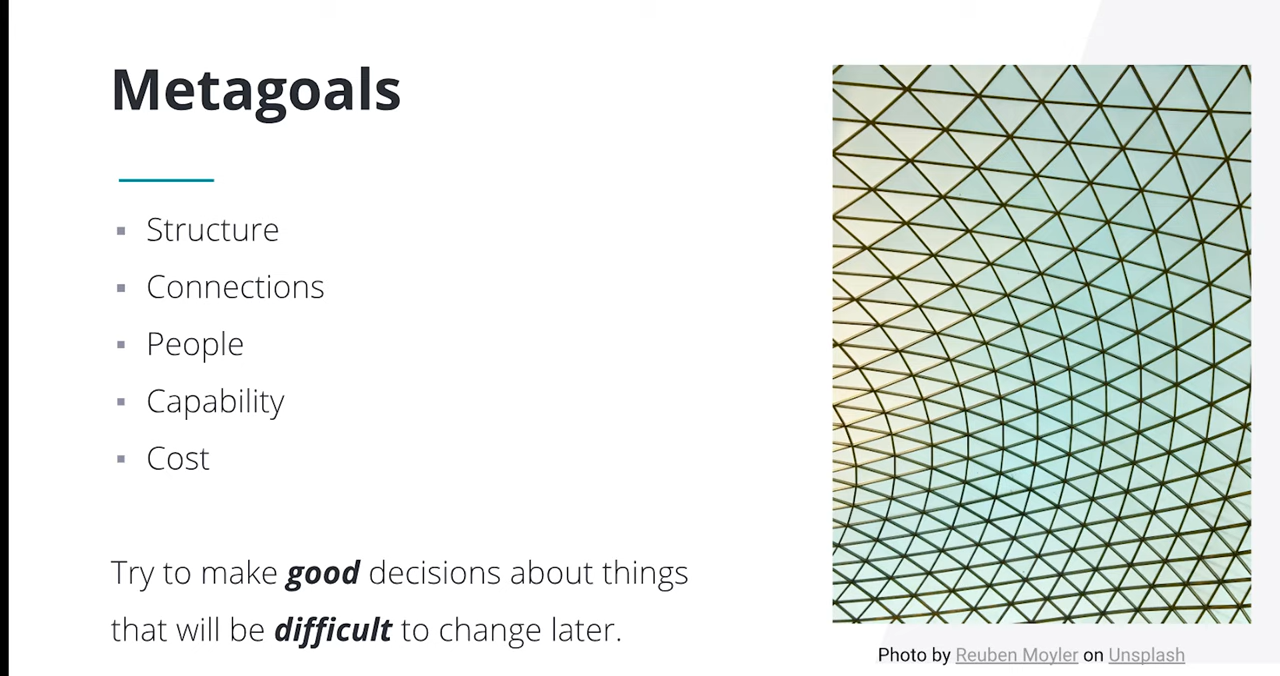 Metagoals
▪ Structure
▪ Connections
▪ People
▪ Capability
▪ Cost
Try to make good decisions about things
that will be difficult to change later.
Photo by Reuben Moyler on Unsplash